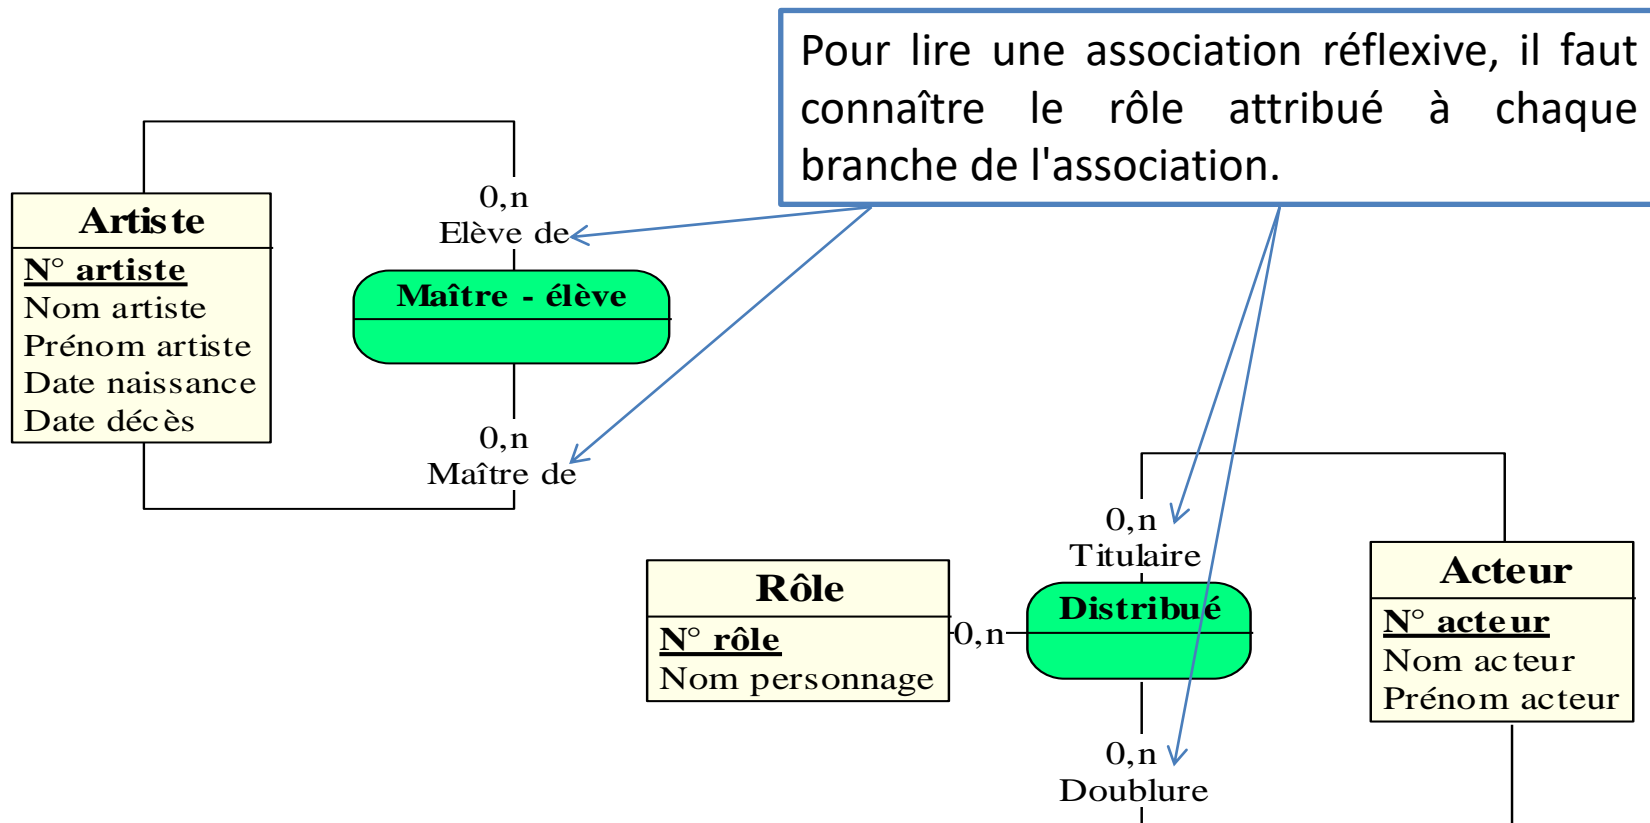 Pour lire une association réflexive, il faut
connaître le rôle attribué à chaque
branche de l'association.
0,n
Elève de
Artiste
N° artiste
Nom artiste
Prénom artiste
Date naissance
Date décès
Maître - élève
0,n
Maître de
0,n
Titulaire
Rôle
N° rôle
Nom personnage
0,n
Distribué
Acteur
N° acteur
Nom acteur
Prénom acteur
0,n
Doublure